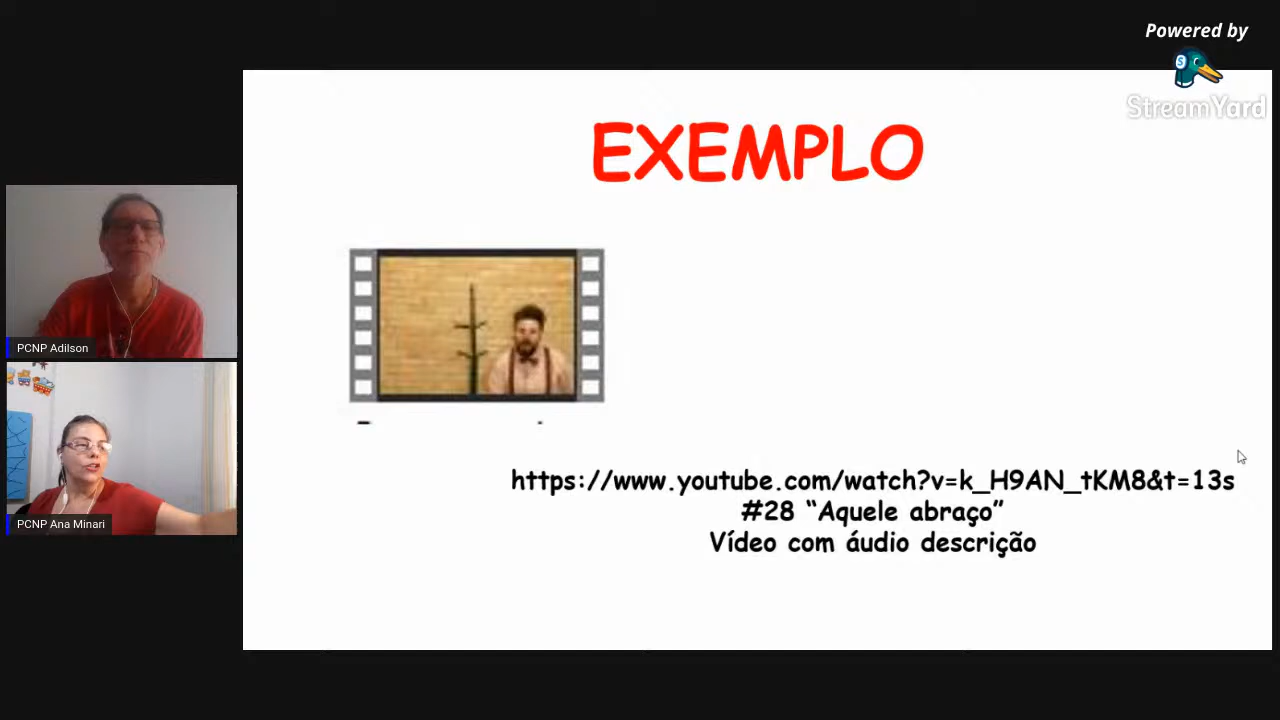 Powered by
StreamYard
EXEMPLO
PCNP Adilson
PCNP Ana Minari
https://www.youtube.com/watch?v=k_H9AN_tKM8&t=13s
#28 “Aquele abraço”
Vídeo com áudio descrição